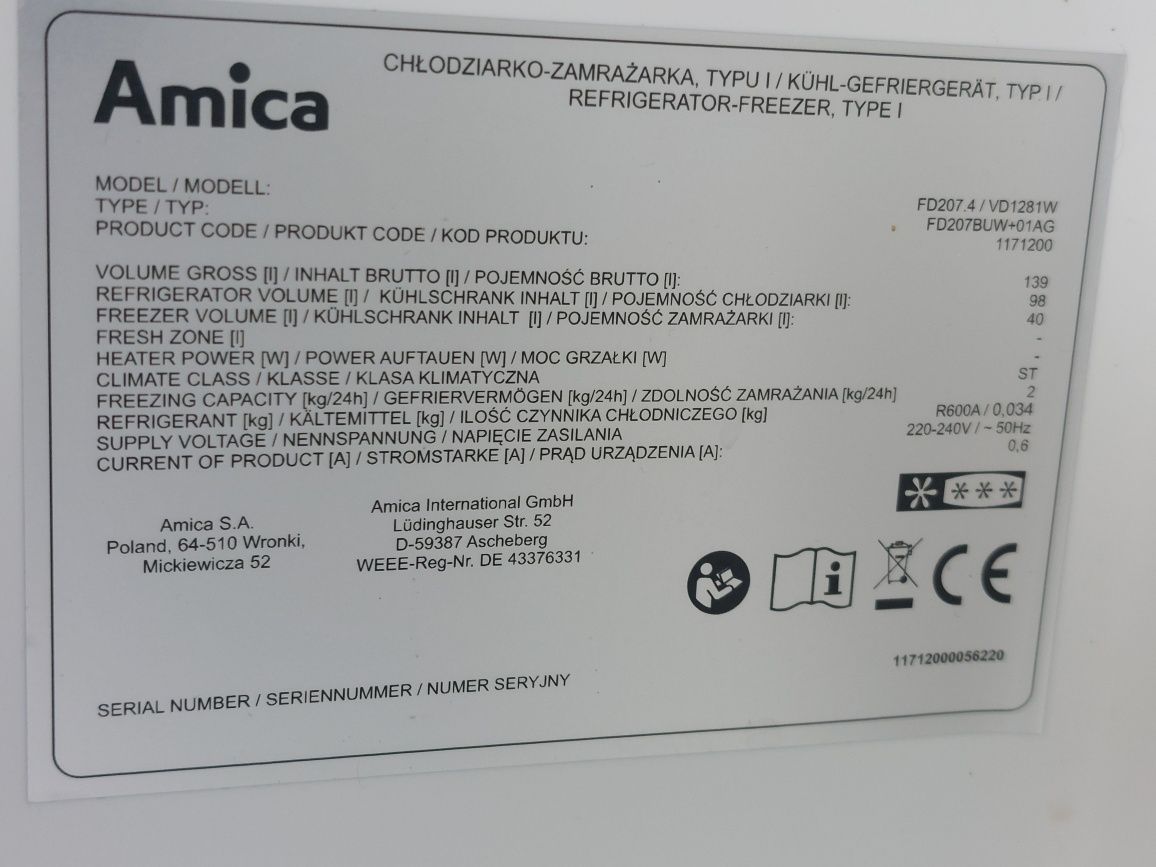 Amica
CHŁODZIARKO-ZAMRAŻARKA, TYPU I / KÜHL-GEFRIERGERÄT, TYP I /
REFRIGERATOR-FREEZER, TYPE I
MODEL / MODELL:
TYPE / TYP: FD207.4 / VD1281W
PRODUCT CODE / PRODUKT CODE / KOD PRODUKTU: FD207BUW+01AG
1171200
VOLUME GROSS [l] / INHALT BRUTTO [l] / POJEMNOŚĆ BRUTTO [l]: 139
REFRIGERATOR VOLUME [l] / KÜHLSCHRANK INHALT [l] / POJEMNOŚĆ CHŁODZIARKI [l]: 98
FREEZER VOLUME [l] / KÜHLSCHRANK INHALT [l] / POJEMNOŚĆ ZAMRAŻARKI [l]: 40
FRESH ZONE [l] -
HEATER POWER [W] / POWER AUFTAUEN [W] / MOC GRZAŁKI [W] -
CLIMATE CLASS / KLASSE / KLASA KLIMATYCZNA ST
FREEZING CAPACITY [kg/24h] / GEFRIERVERMÖGEN [kg/24h] / ZDOLNOŚĆ ZAMRAŻANIA [kg/24h] 2
REFRIGERANT [kg] / KÄLTEMITTEL [kg] / ILOŚĆ CZYNNIKA CHŁODNICZEGO [kg] R600A / 0,034
SUPPLY VOLTAGE / NENNSPANNUNG / NAPIĘCIE ZASILANIA 220-240V / ~ 50Hz
CURRENT OF PRODUCT [A] / STROMSTARKE [A] / PRĄD URZĄDZENIA [A]: 0,6
Amica S.A.
Poland, 64-510 Wronki,
Mickiewicza 52
Amica International GmbH
Lüdinghauser Str. 52
D-59387 Ascheberg
WEEE-Reg-Nr. DE 43376331
CE
11712000056220
SERIAL NUMBER / SERIENNUMMER / NUMER SERYJNY